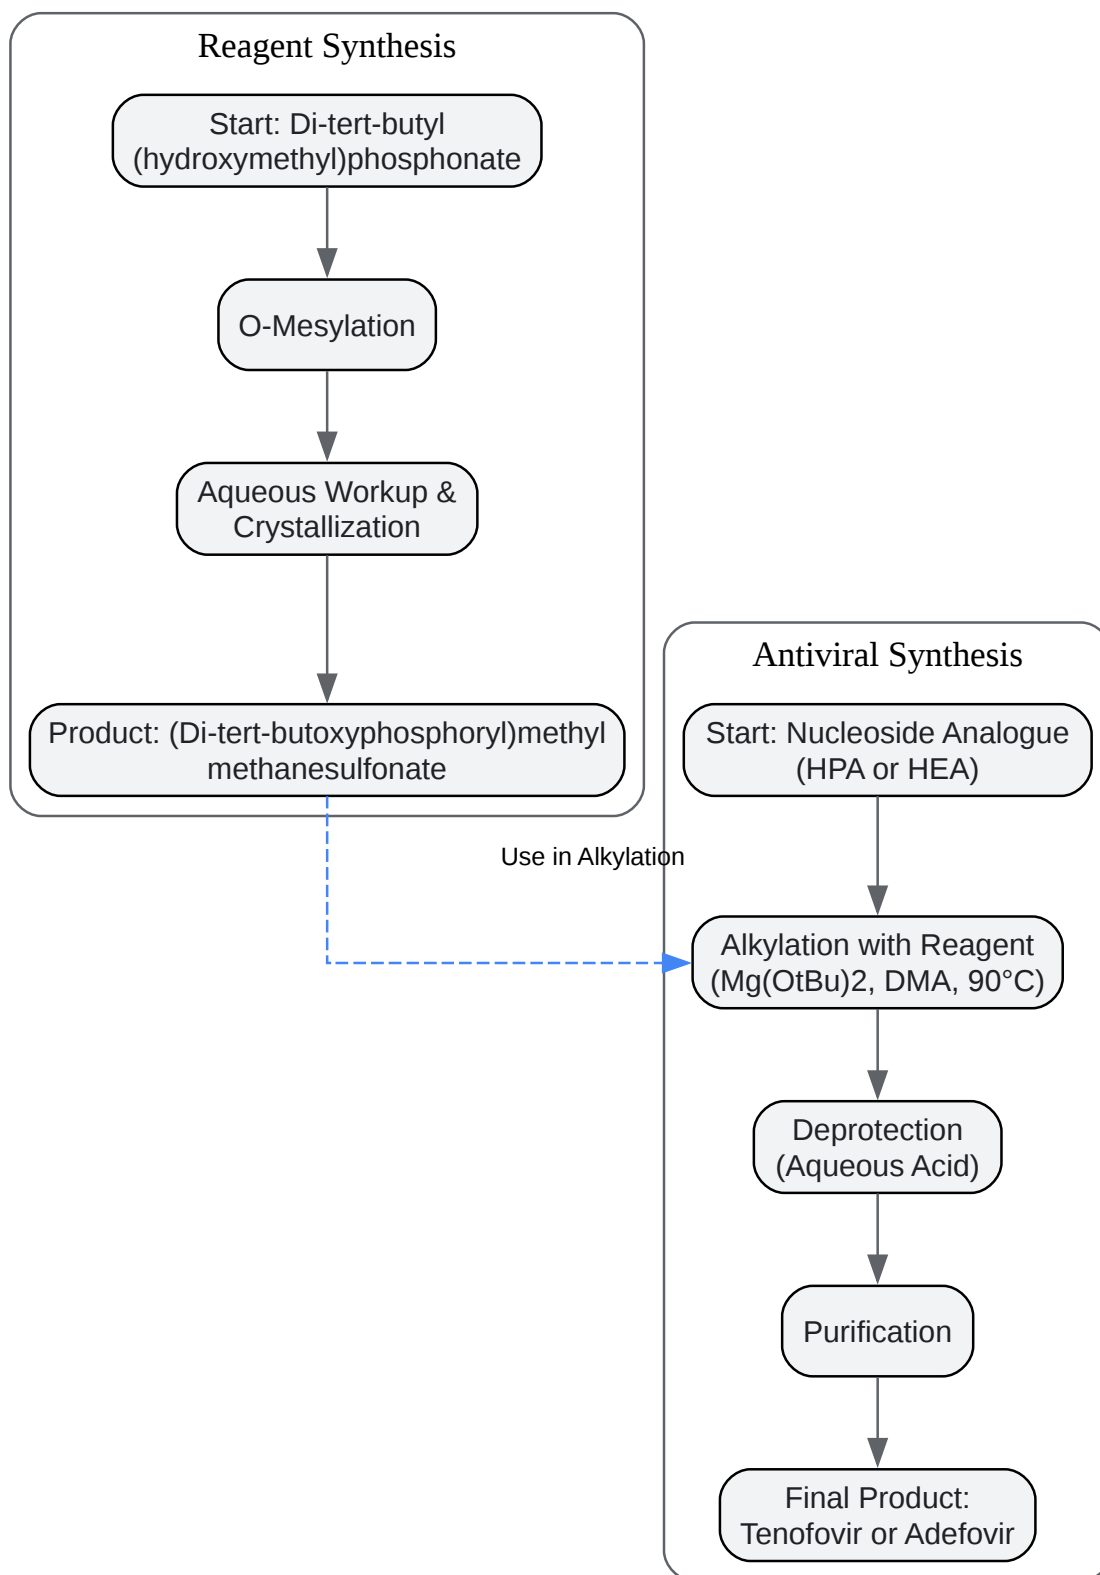 Reagent Synthesis
Start: Di-tert-butyl
(hydroxymethyl)phosphonate
O-Mesylation
Aqueous Workup &
Crystallization
Product: (Di-tert-butoxyphosphoryl)methyl
methanesulfonate
Use in Alkylation
Antiviral Synthesis
Start: Nucleoside Analogue
(HPA or HEA)
Alkylation with Reagent
(Mg(OtBu)2, DMA, 90°C)
Deprotection
(Aqueous Acid)
Purification
Final Product:
Tenofovir or Adefovir